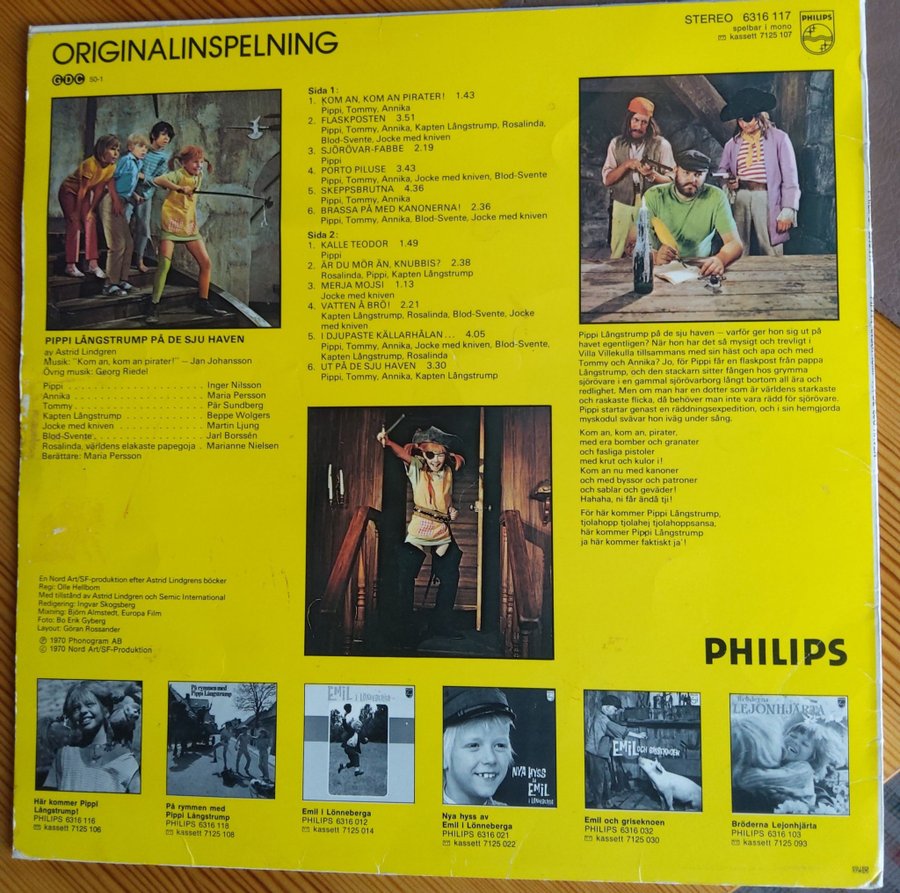 ORIGINALINSPELNING
GDC 50-1
STEREO 6316 117
spelbar i mono
kassett 7125 107
PHILIPS
Sida 1:
1. KOM AN, KOM AN PIRATER! 1.43
Pippi, Tommy, Annika
2. FLASKPOSTEN 3.51
Pippi, Tommy, Annika, Kapten Långstrump, Rosalinda,
Blod-Svente, Jocke med kniven
3. SJÖRÖVAR-FABBE 2.19
Pippi
4. PORTO PILUSE 3.43
Pippi, Tommy, Annika, Jocke med kniven, Blod-Svente
5. SKEPPSBRUTNA 4.36
Pippi, Tommy, Annika
6. BRASSA PÅ MED KANONERNA! 2.36
Pippi, Tommy, Annika, Blod-Svente, Jocke med kniven
Sida 2:
1. KALLE TEODOR 1.49
Pippi
2. ÄR DU MÖR ÄN, KNUBBIS? 2.38
Rosalinda, Pippi, Kapten Långstrump
3. MERJA MOJSI 1.13
Jocke med kniven
4. VATTEN Å BRÖ! 2.21
Kapten Långstrump, Rosalinda, Blod-Svente, Jocke
med kniven
5. I DJUPASTE KÄLLARHÅLAN... 4.05
Pippi, Tommy, Annika, Jocke med kniven, Blod-Svente,
Kapten Långstrump, Rosalinda
6. UT PÅ DE SJU HAVEN 3.30
Pippi, Tommy, Annika, Kapten Långstrump
PIPPI LÅNGSTRUMP PÅ DE SJU HAVEN
av Astrid Lindgren
Musik: "Kom an, kom an pirater!" – Jan Johansson
Övrig musik: Georg Riedel
Pippi . . . . . . . . . . Inger Nilsson
Annika . . . . . . . . . . Maria Persson
Tommy . . . . . . . . . . Pär Sundberg
Kapten Långstrump . . . . . . . . . . Beppe Wolgers
Jocke med kniven . . . . . . . . . . Martin Ljung
Blod-Svente . . . . . . . . . . Jarl Borssén
Rosalinda, världens elakaste papegoja . Marianne Nielsen
Berättare: Maria Persson
Pippi Långstrump på de sju haven – varför ger hon sig ut på
havet egentligen? När hon har det så mysigt och trevligt i
Villa Villekulla tillsammans med sin häst och apa och med
Tommy och Annika? Jo, för Pippi får en flaskpost från pappa
Långstrump, och den stackarn sitter fången hos grymma
sjörövare i en gammal sjörövarborg långt bortom all ära och
redlighet. Men om man har en dotter som är världens starkaste
och raskaste flicka, då behöver man inte vara rädd för sjörövare.
Pippi startar genast en räddningsexpedition, och i sin hemgjorda
myskodul svävar hon iväg under sång.
Kom an, kom an, pirater,
med era bomber och granater
och fasliga pistoler
med krut och kulor i!
Kom an nu med kanoner
och med byssor och patroner
och sablar och geväder!
Hahaha, ni får ändå tji!
För här kommer Pippi Långstrump,
tjolahopp tjolahej tjolahoppsansa,
här kommer Pippi Långstrump
ja här kommer faktiskt ja'!
En Nord Art/SF-produktion efter Astrid Lindgrens böcker
Regi: Olle Hellbom
Med tillstånd av Astrid Lindgren och Semic International
Redigering: Ingvar Skogsberg
Mixning: Björn Almstedt, Europa Film
Foto: Bo Erik Gyberg
Layout: Göran Rossander
Ⓟ 1970 Phonogram AB
© 1970 Nord Art/SF-Produktion
PHILIPS
På rymmen med
Pippi Långstrump
EMIL
I LÖNNEBERGA
NYA HYSS
AV EMIL
I LÖNNEBERGA
EMIL OCH GRISEKNOEN
Bröderna
LEJONHJÄRTA
Här kommer Pippi
Långstrump!
PHILIPS 6316 116
kassett 7125 106
På rymmen med
Pippi Långstrump
PHILIPS 6316 118
kassett 7125 108
Emil i Lönneberga
PHILIPS 6316 012
kassett 7125 014
Nya hyss av
Emil i Lönneberga
PHILIPS 6316 021
kassett 7125 022
Emil och griseknoen
PHILIPS 6316 032
kassett 7125 030
Bröderna Lejonhjärta
PHILIPS 6316 103
kassett 7125 093